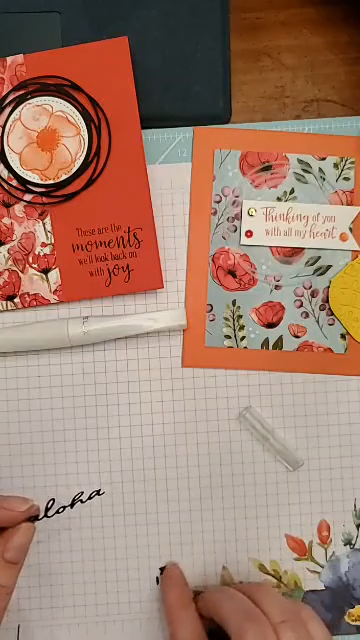 These are the
moments
we'll look back on
with joy
Thinking of you
with all my heart
12
aloha